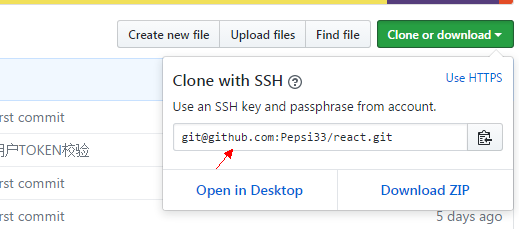 Create new file Upload files Find file Clone or download
Clone with SSH
Use HTTPS
Use an SSH key and passphrase from account.
git@github.com:Pepsi33/react.git
Open in Desktop Download ZIP
rst commit
户TOKEN校验
rst commit
rst commit
5 days ago